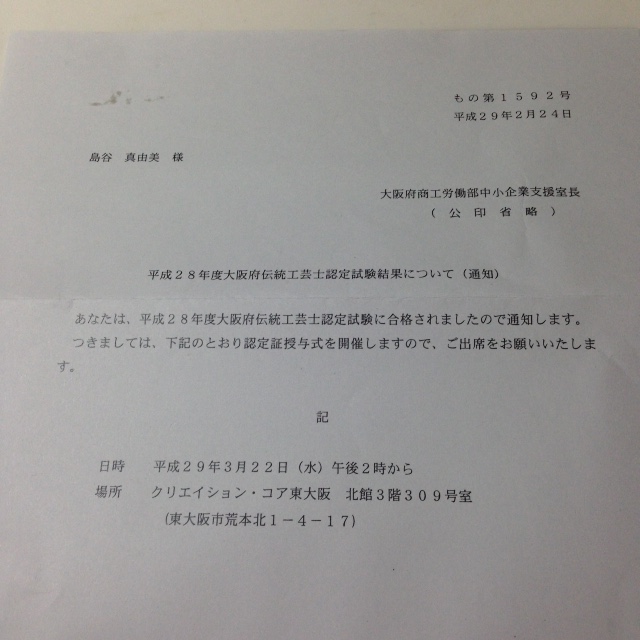 もの第１５９２号
平成２９年２月２４日
島谷　真由美　様
大阪府商工労働部中小企業支援室長
（　公　印　省　略　）
平成２８年度大阪府伝統工芸士認定試験結果について（通知）
あなたは、平成２８年度大阪府伝統工芸士認定試験に合格されましたので通知します。
つきましては、下記のとおり認定証授与式を開催しますので、ご出席をお願いいたしま
す。
記
日時　平成２９年３月２２日（水）午後２時から
場所　クリエイション・コア東大阪　北館３階３０９号室
（東大阪市荒本北１－４－１７）